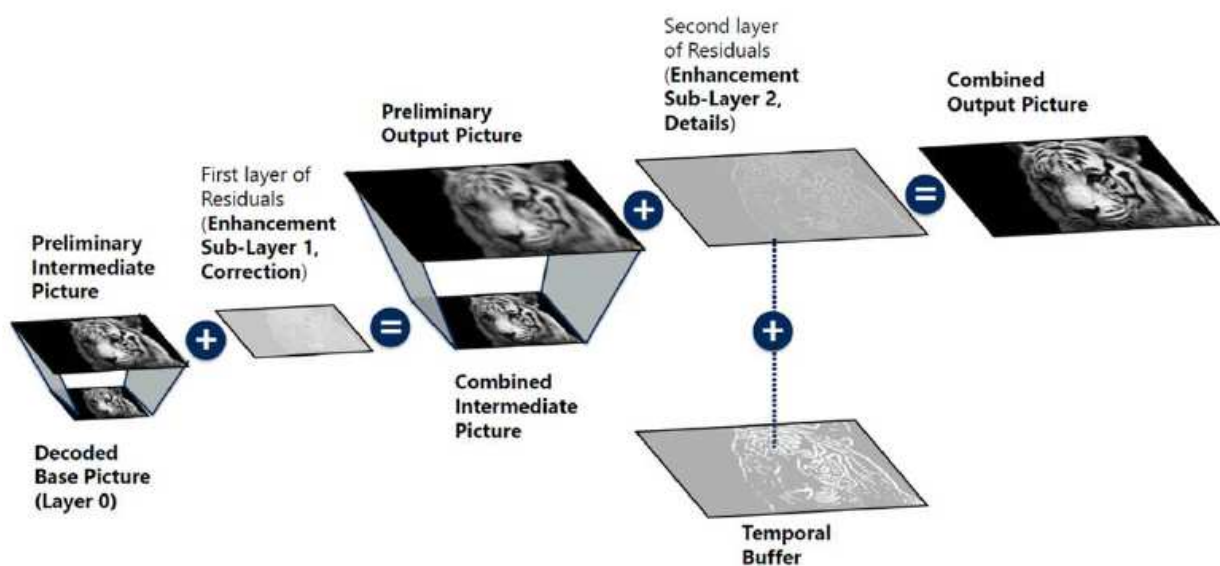 Preliminary
Intermediate
Picture
Decoded
Base Picture
(Layer 0)
First layer of
Residuals
(Enhancement
Sub-Layer 1,
Correction)
Preliminary
Output Picture
Combined
Intermediate
Picture
Second layer
of Residuals
(Enhancement
Sub-Layer 2,
Details)
Temporal
Buffer
Combined
Output Picture